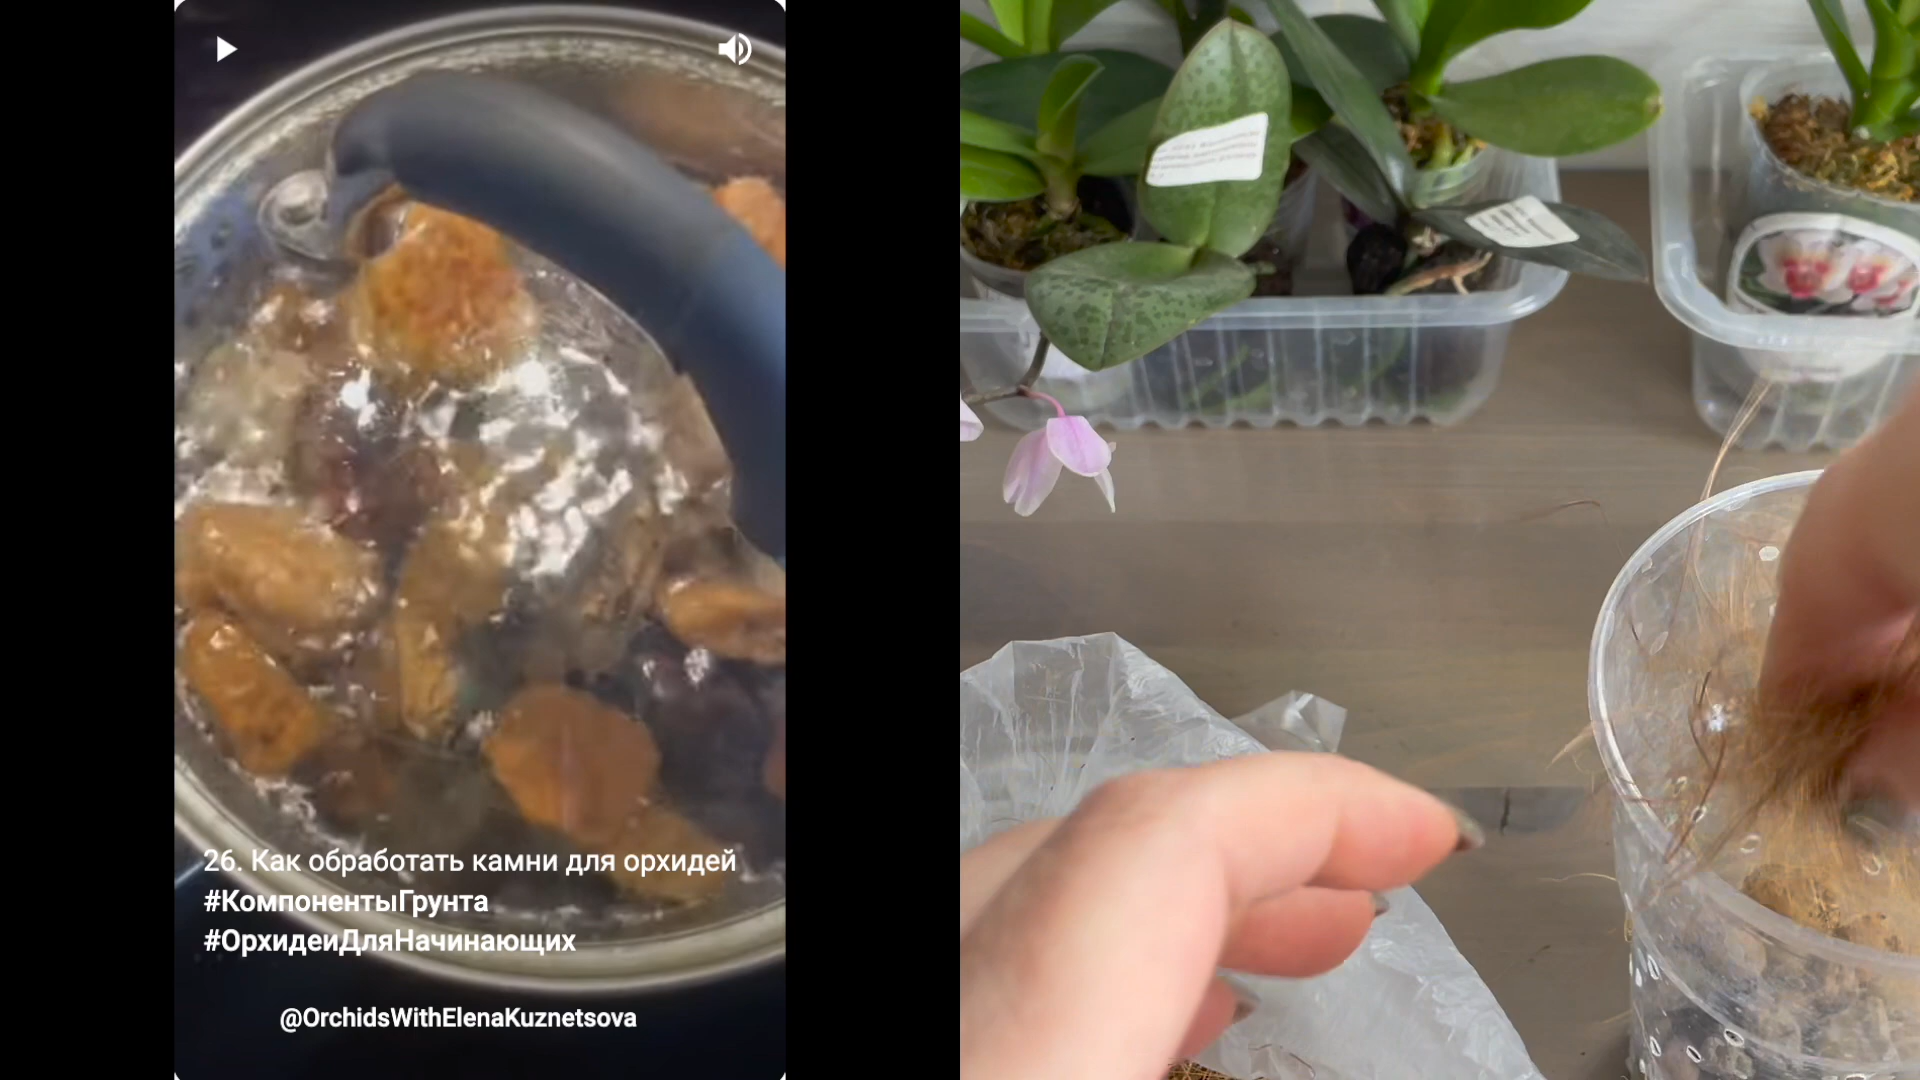 26. Как обработать камни для орхидей
#КомпонентыГрунта
#ОрхидеиДляНачинающих
@OrchidsWithElenaKuznetsova